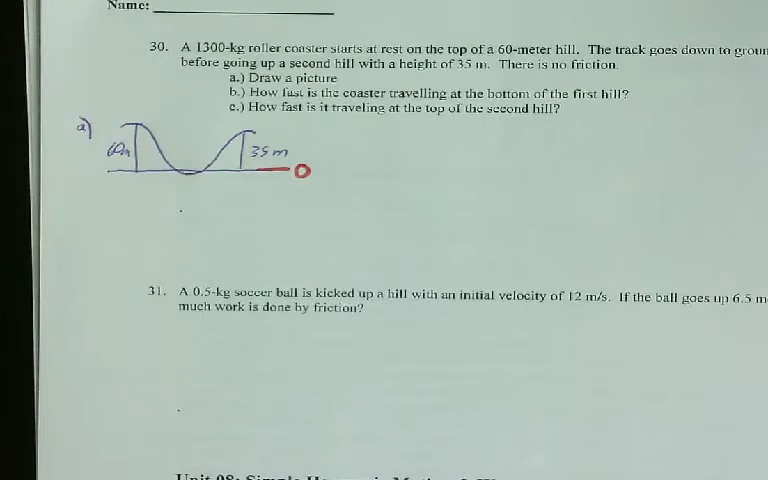 Name:
30. A 1300-kg roller coaster starts at rest on the top of a 60-meter hill. The track goes down to groun
before going up a second hill with a height of 35 m. There is no friction.
a.) Draw a picture
b.) How fast is the coaster travelling at the bottom of the first hill?
c.) How fast is it traveling at the top of the second hill?
a)
60m
35m
0
31. A 0.5-kg soccer ball is kicked up a hill with an initial velocity of 12 m/s. If the ball goes up 6.5 m
much work is done by friction?